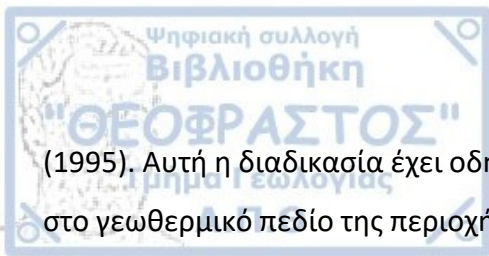 Ψηφιακή συλλογή
Βιβλιοθήκη
"ΘΕΟΦΡΑΣΤΟΣ"
(1995). Αυτή η διαδικασία έχει οδη
Τμήμα Γεωλογίας
στο γεωθερμικό πεδίο της περιοχή
Α.Π.Θ